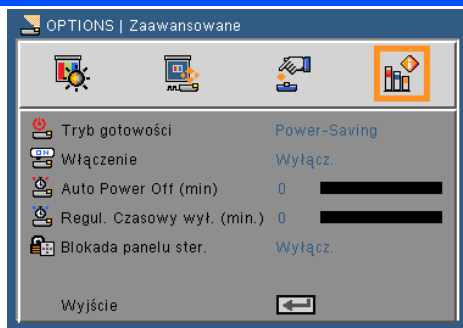 OPTIONS | Zaawansowane
Tryb gotowości Power-Saving
ON Włączenie Wyłącz.
Auto Power Off (min) 0
Regul. Czasowy wył. (min.) 0
Blokada panelu ster. Wyłącz.
Wyjście